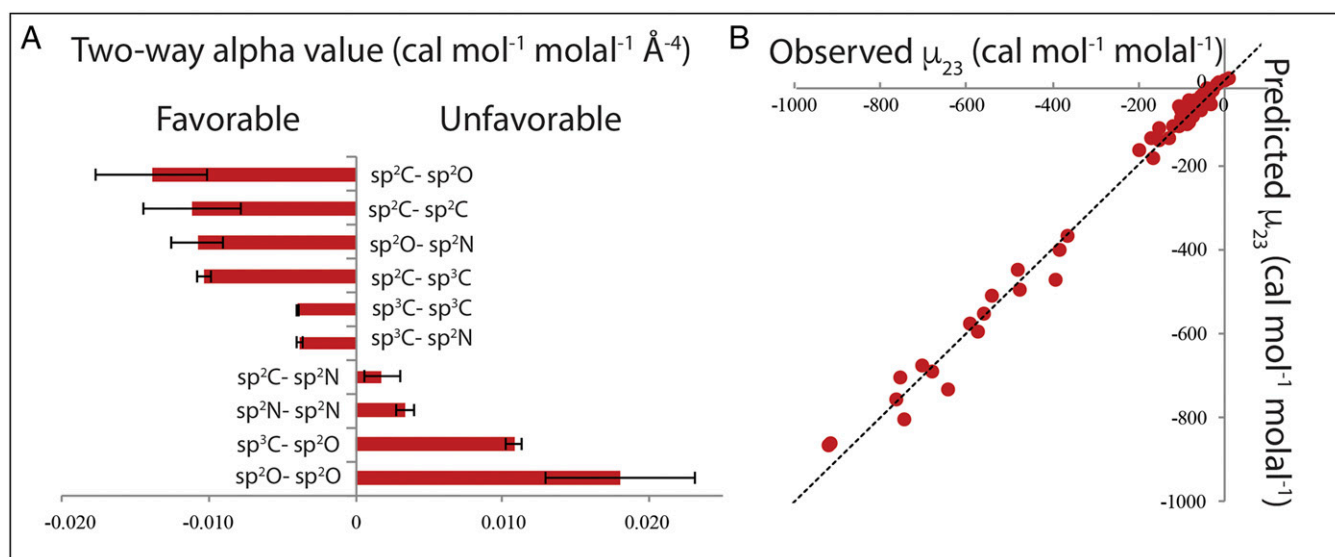 A
Two-way alpha value (cal mol⁻¹ molal⁻¹ Å⁻⁴)
Favorable
Unfavorable
sp²C- sp²O
sp²C- sp²C
sp²O- sp²N
sp²C- sp³C
sp³C- sp³C
sp³C- sp²N
sp²C- sp²N
sp²N- sp²N
sp³C- sp²O
sp²O- sp²O
-0.020 -0.010 0 0.010 0.020
B
Observed μ₂₃ (cal mol⁻¹ molal⁻¹)
-1000 -800 -600 -400 -200 0
0
-200
-400
-600
-800
-1000
Predicted μ₂₃ (cal mol⁻¹ molal⁻¹)